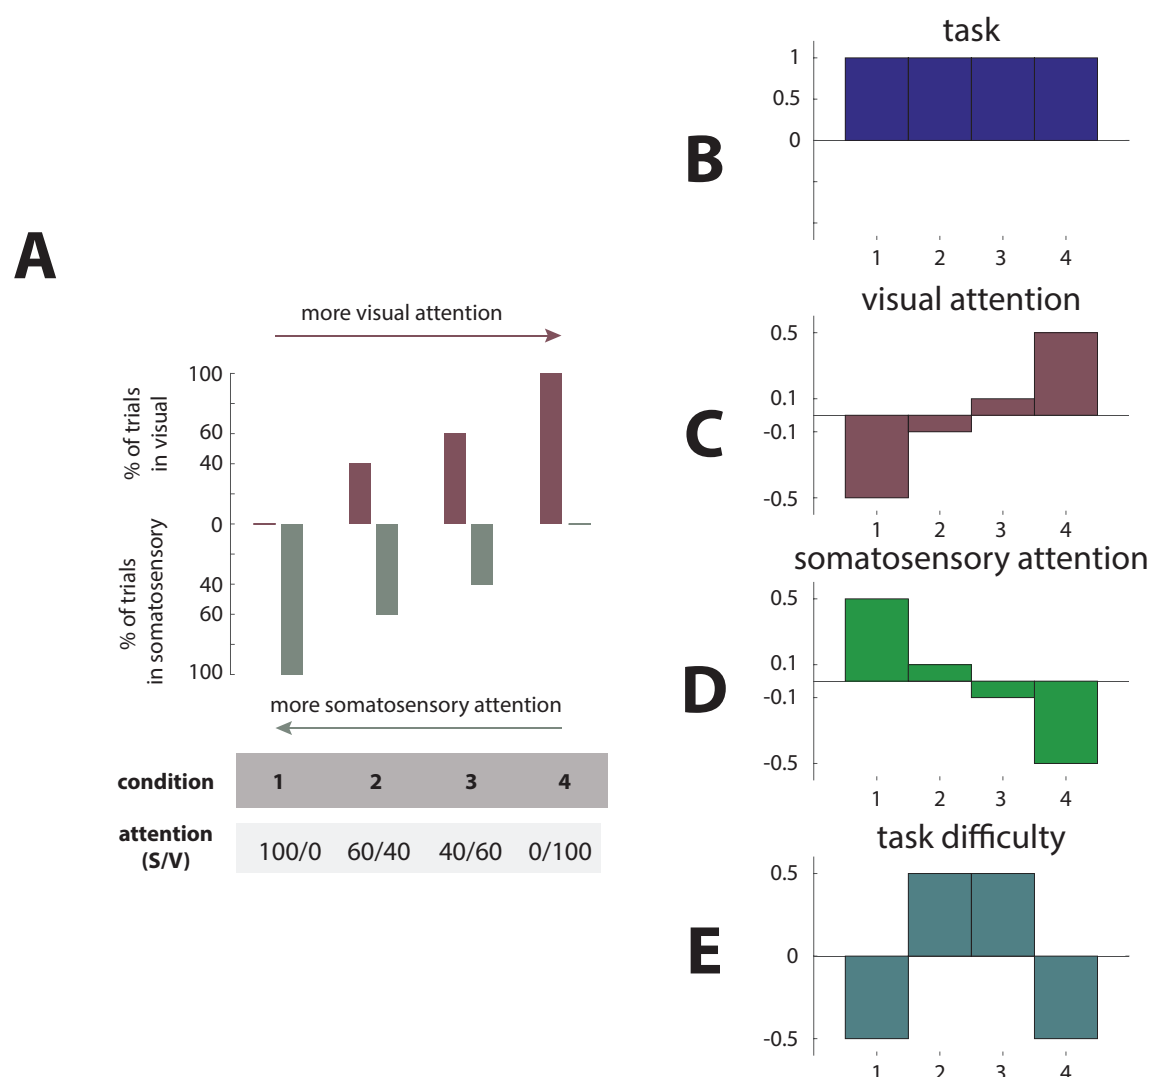 A
more visual attention
% of trials
in visual
100
60
40
0
40
60
100
% of trials
in somatosensory
more somatosensory attention
condition 1 2 3 4
attention
(S/V)
100/0 60/40 40/60 0/100
B
task
1
0.5
0
1 2 3 4
C
visual attention
0.5
0.1
-0.1
-0.5
1 2 3 4
D
somatosensory attention
0.5
0.1
-0.1
-0.5
1 2 3 4
E
task difficulty
0.5
0
-0.5
1 2 3 4